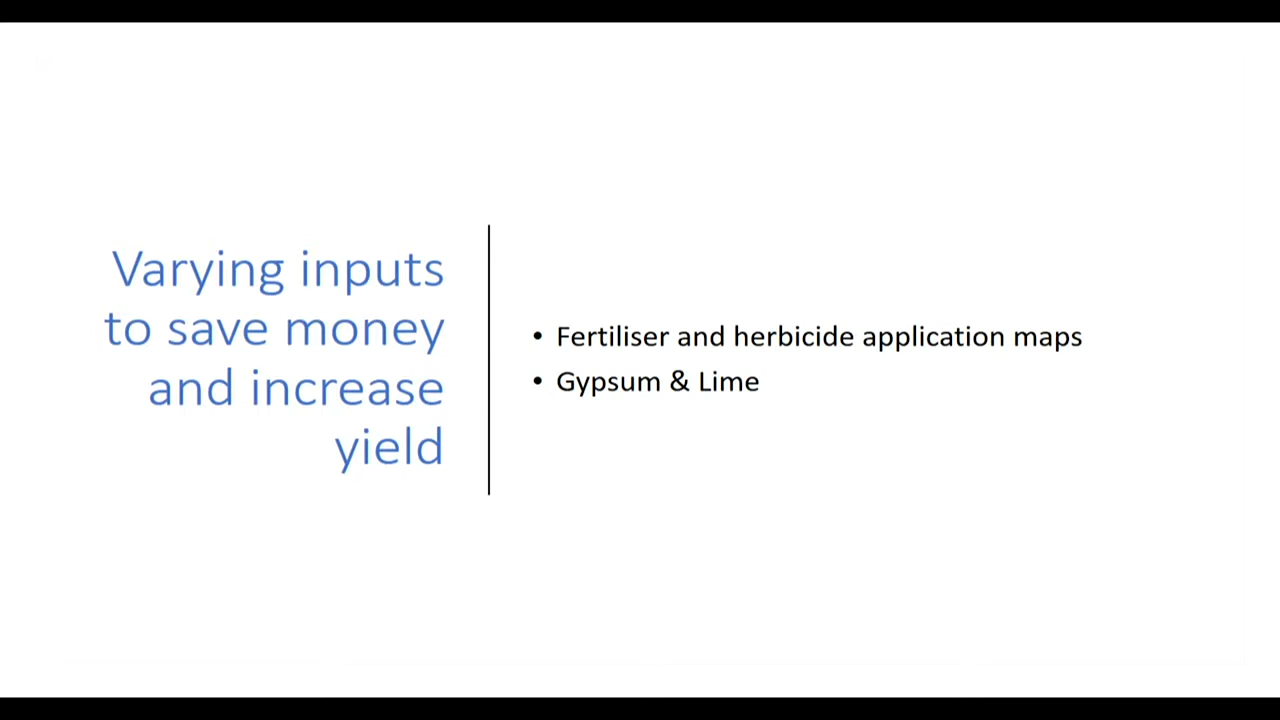 Varying inputs
to save money
and increase
yield
• Fertiliser and herbicide application maps
• Gypsum & Lime